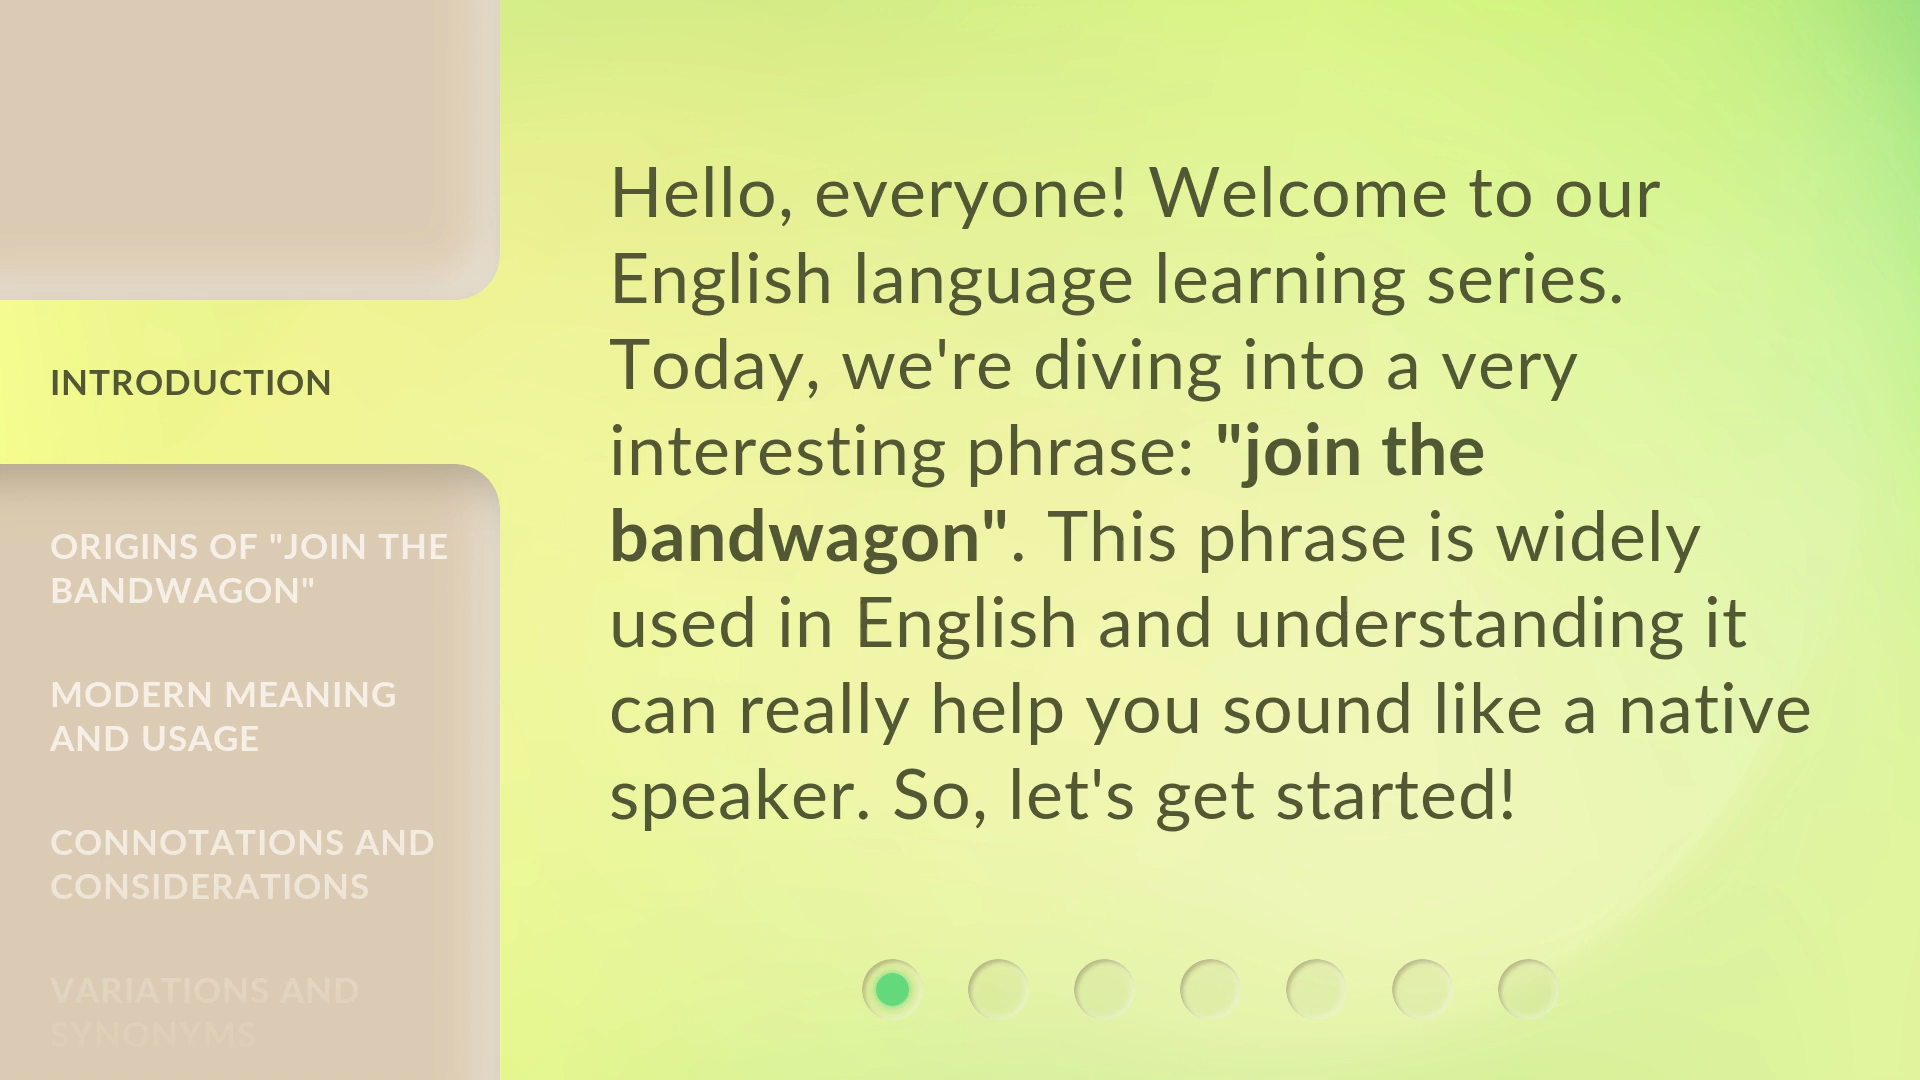 INTRODUCTION
ORIGINS OF "JOIN THE
BANDWAGON"
MODERN MEANING
AND USAGE
CONNOTATIONS AND
CONSIDERATIONS
VARIATIONS AND
SYNONYMS
Hello, everyone! Welcome to our
English language learning series.
Today, we're diving into a very
interesting phrase: "join the
bandwagon". This phrase is widely
used in English and understanding it
can really help you sound like a native
speaker. So, let's get started!